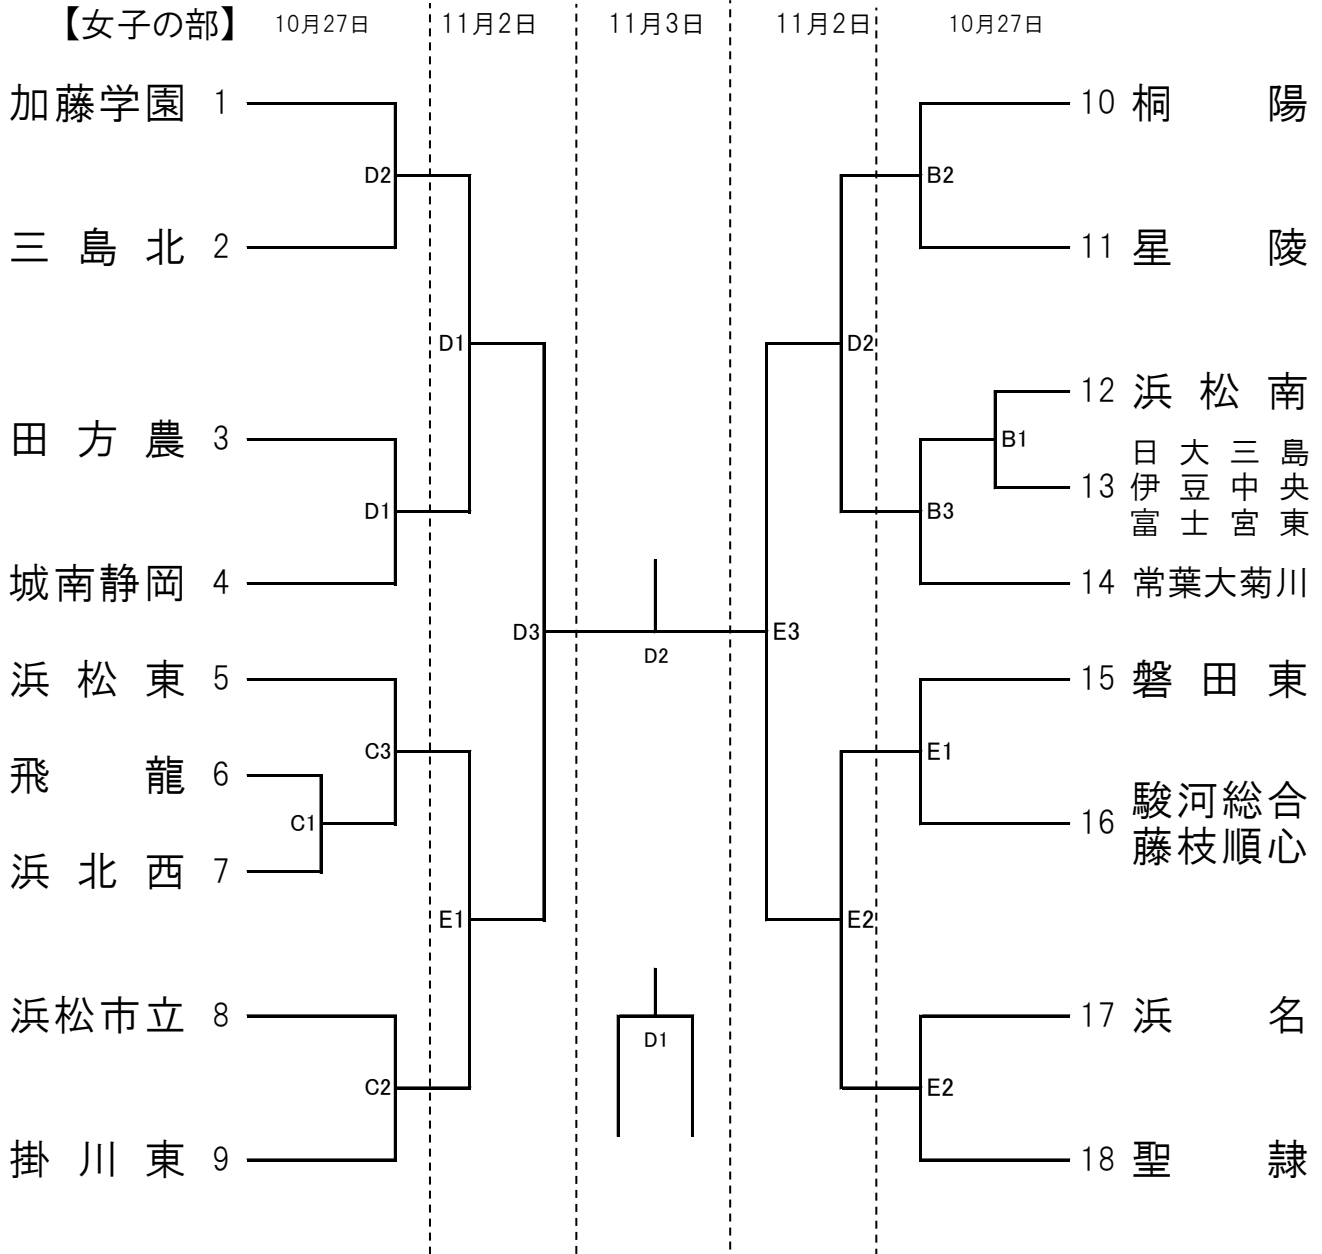 【女子の部】 10月27日 11月2日 11月3日 11月2日 10月27日
加藤学園 1
D2
三島北 2
D1
田方農 3
D1
城南静岡 4
D3
浜松東 5
C3
飛龍 6
C1
浜北西 7
E1
浜松市立 8
C2
掛川東 9
D2
D1
10 桐陽
B2
11 星陵
D2
12 浜松南
B1
13 日大三島
伊豆中央
富士宮東
B3
14 常葉大菊川
E3
15 磐田東
E1
16 駿河総合
藤枝順心
E2
17 浜名
E2
18 聖隷